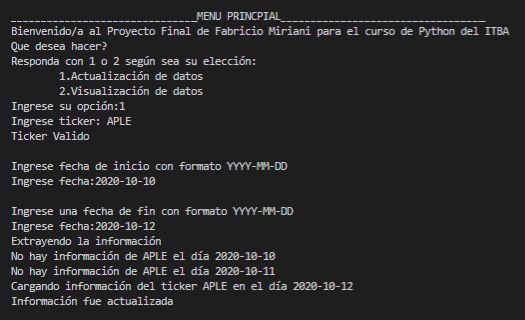 ______________________________MENU PRINCPIAL_________________________________
Bienvenido/a al Proyecto Final de Fabricio Miriani para el curso de Python del ITBA
Que desea hacer?
Responda con 1 o 2 según sea su elección:
        1.Actualización de datos
        2.Visualización de datos
Ingrese su opción:1
Ingrese ticker: APLE
Ticker Valido

Ingrese fecha de inicio con formato YYYY-MM-DD
Ingrese fecha:2020-10-10

Ingrese una fecha de fin con formato YYYY-MM-DD
Ingrese fecha:2020-10-12
Extrayendo la información
No hay información de APLE el día 2020-10-10
No hay información de APLE el día 2020-10-11
Cargando información del ticker APLE en el día 2020-10-12
Información fue actualizada